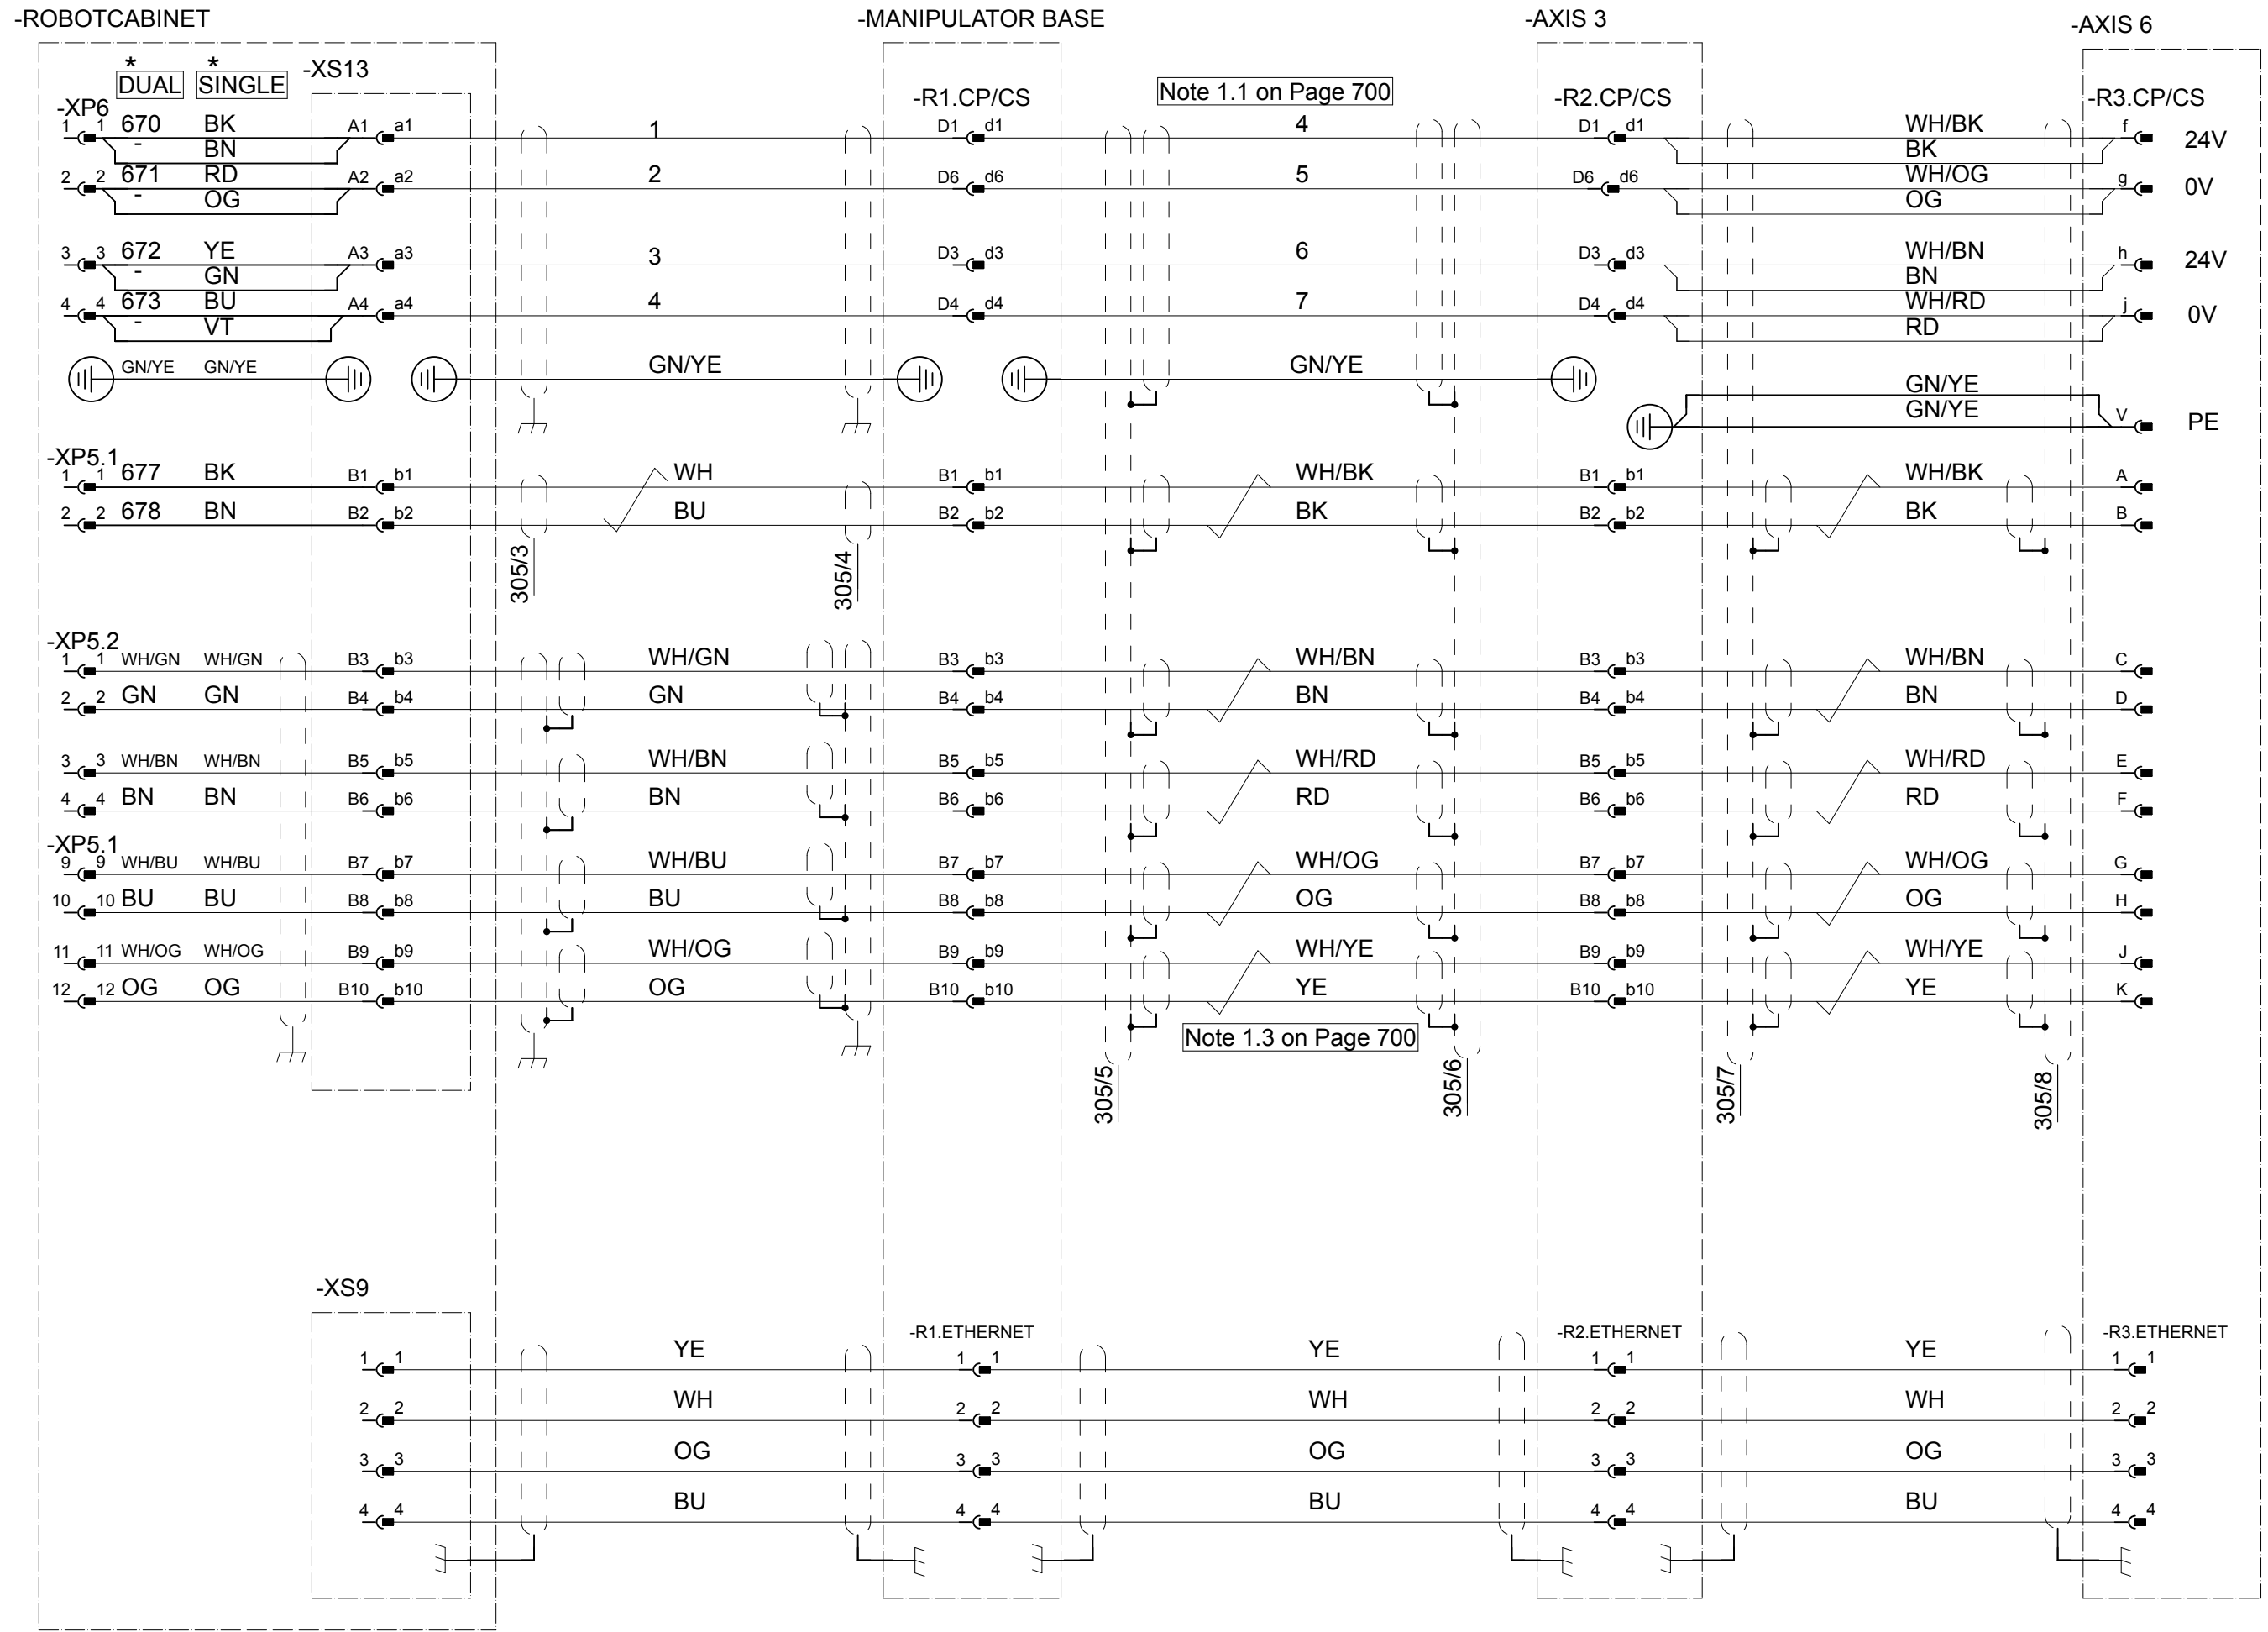 -ROBOTCABINET -MANIPULATOR BASE -AXIS 3 -AXIS 6
* *
DUAL SINGLE -XS13
Note 1.1 on Page 700
-XP6 -R1.CP/CS -R2.CP/CS -R3.CP/CS
1 1 670 BK A1 a1 1 D1 d1 4 D1 d1 WH/BK f 24V
- BN BK
2 2 671 RD A2 a2 2 D6 d6 5 D6 d6 WH/OG g 0V
- OG OG
3 3 672 YE A3 a3 3 D3 d3 6 D3 d3 WH/BN h 24V
- GN BN
4 4 673 BU A4 a4 4 D4 d4 7 D4 d4 WH/RD j 0V
- VT RD
GN/YE GN/YE GN/YE GN/YE
GN/YE
GN/YE V PE
-XP5.1
1 1 677 BK B1 b1 WH B1 b1 WH/BK B1 b1 WH/BK A
2 2 678 BN B2 b2 BU B2 b2 BK B2 b2 BK B
305/3 305/4
-XP5.2
1 1 WH/GN WH/GN B3 b3 WH/GN B3 b3 WH/BN B3 b3 WH/BN C
2 2 GN GN B4 b4 GN B4 b4 BN B4 b4 BN D
3 3 WH/BN WH/BN B5 b5 WH/BN B5 b5 WH/RD B5 b5 WH/RD E
4 4 BN BN B6 b6 BN B6 b6 RD B6 b6 RD F
-XP5.1
9 9 WH/BU WH/BU B7 b7 WH/BU B7 b7 WH/OG B7 b7 WH/OG G
10 10 BU BU B8 b8 BU B8 b8 OG B8 b8 OG H
11 11 WH/OG WH/OG B9 b9 WH/OG B9 b9 WH/YE B9 b9 WH/YE J
12 12 OG OG B10 b10 OG B10 b10 YE B10 b10 YE K
Note 1.3 on Page 700
305/5 305/6 305/7 305/8
-XS9
-R1.ETHERNET -R2.ETHERNET -R3.ETHERNET
1 1 YE 1 1 YE 1 1 YE 1 1
2 2 WH 2 2 WH 2 2 WH 2 2
3 3 OG 3 3 OG 3 3 OG 3 3
4 4 BU 4 4 BU 4 4 BU 4 4